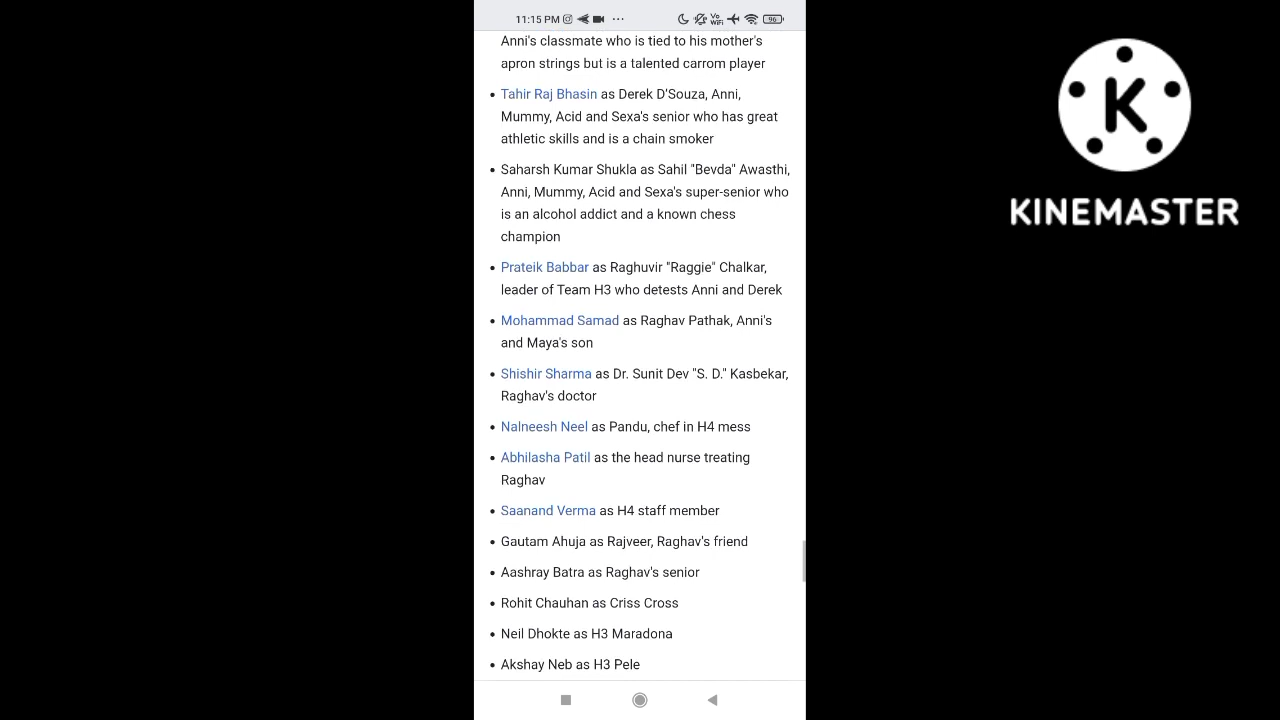 11:15 PM
Vo
WiFi
96
Anni's classmate who is tied to his mother's
apron strings but is a talented carrom player
• Tahir Raj Bhasin as Derek D'Souza, Anni,
Mummy, Acid and Sexa's senior who has great
athletic skills and is a chain smoker
• Saharsh Kumar Shukla as Sahil "Bevda" Awasthi,
Anni, Mummy, Acid and Sexa's super-senior who
is an alcohol addict and a known chess
champion
• Prateik Babbar as Raghuvir "Raggie" Chalkar,
leader of Team H3 who detests Anni and Derek
• Mohammad Samad as Raghav Pathak, Anni's
and Maya's son
• Shishir Sharma as Dr. Sunit Dev "S. D." Kasbekar,
Raghav's doctor
• Nalneesh Neel as Pandu, chef in H4 mess
• Abhilasha Patil as the head nurse treating
Raghav
• Saanand Verma as H4 staff member
• Gautam Ahuja as Rajveer, Raghav's friend
• Aashray Batra as Raghav's senior
• Rohit Chauhan as Criss Cross
• Neil Dhokte as H3 Maradona
• Akshay Neb as H3 Pele
K
KINEMASTER